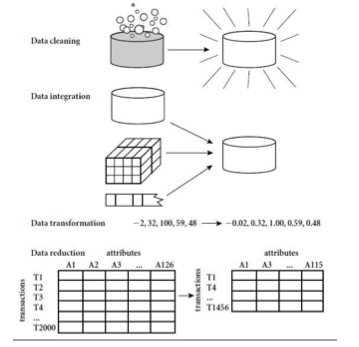 Data cleaning
Data integration
Data transformation −2, 32, 100, 59, 48 → −0.02, 0.32, 1.00, 0.59, 0.48
Data reduction attributes attributes
A1 A2 A3 ... A126 A1 A3 ... A115
transactions
T1
T2
T3
T4
...
T2000
transactions
T1
T4
...
T1456